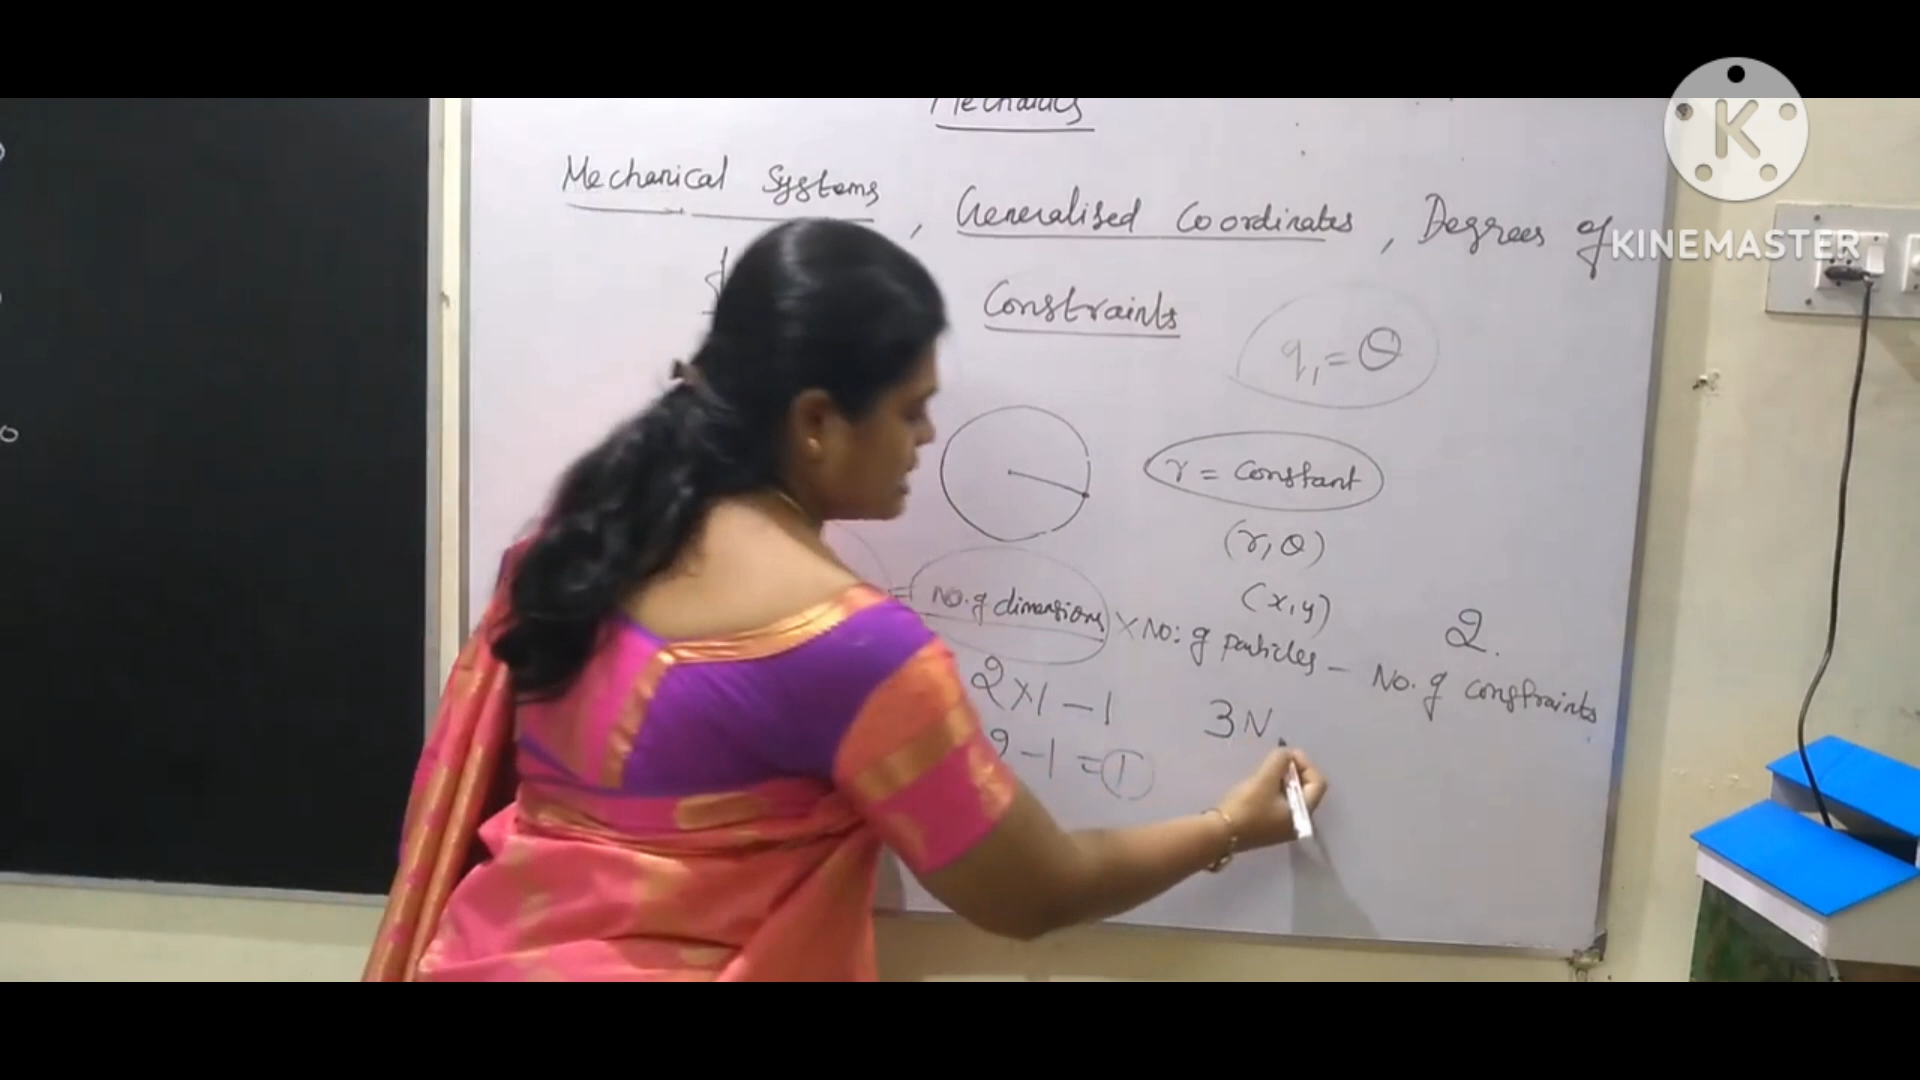 Mechanics
Mechanical Systems , Generalised Coordinates , Degrees of
Constraints
q₁ = θ
r = constant
(r, θ)
(x, y)
2.
= No. of dimensions × No: of particles – No. of constraints
2×1 – 1
2 – 1 = 1
3N
K
KINEMASTER